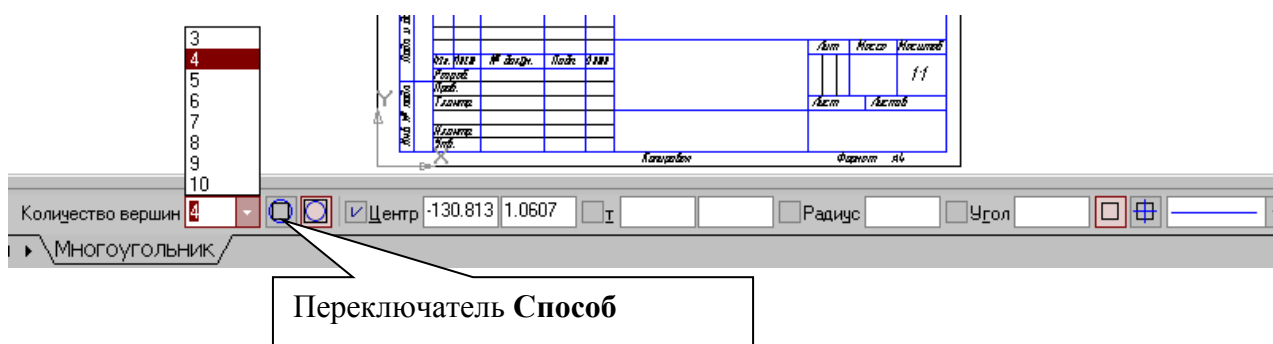 3
4
5
6
7
8
9
10
Лит Масса Масштаб
Изм. Лист № докум. Подп. Дата
Разраб.
1:1
Пров.
Т.контр.
Лист Листов
Н.контр.
Утв.
Y
X
Копировал Формат A4
Количество вершин 4 Центр -130.813 1.0607 т Радиус Угол
Многоугольник
Переключатель Способ